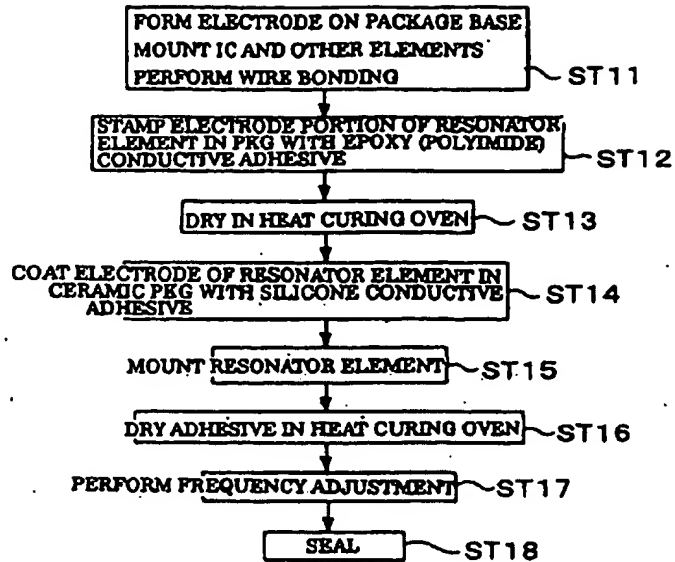 FORM ELECTRODE ON PACKAGE BASE
MOUNT IC AND OTHER ELEMENTS
PERFORM WIRE BONDING
ST11
STAMP ELECTRODE PORTION OF RESONATOR
ELEMENT IN PKG WITH EPOXY (POLYIMIDE)
CONDUCTIVE ADHESIVE
ST12
DRY IN HEAT CURING OVEN
ST13
COAT ELECTRODE OF RESONATOR ELEMENT IN
CERAMIC PKG WITH SILICONE CONDUCTIVE
ADHESIVE
ST14
MOUNT RESONATOR ELEMENT
ST15
DRY ADHESIVE IN HEAT CURING OVEN
ST16
PERFORM FREQUENCY ADJUSTMENT
ST17
SEAL
ST18